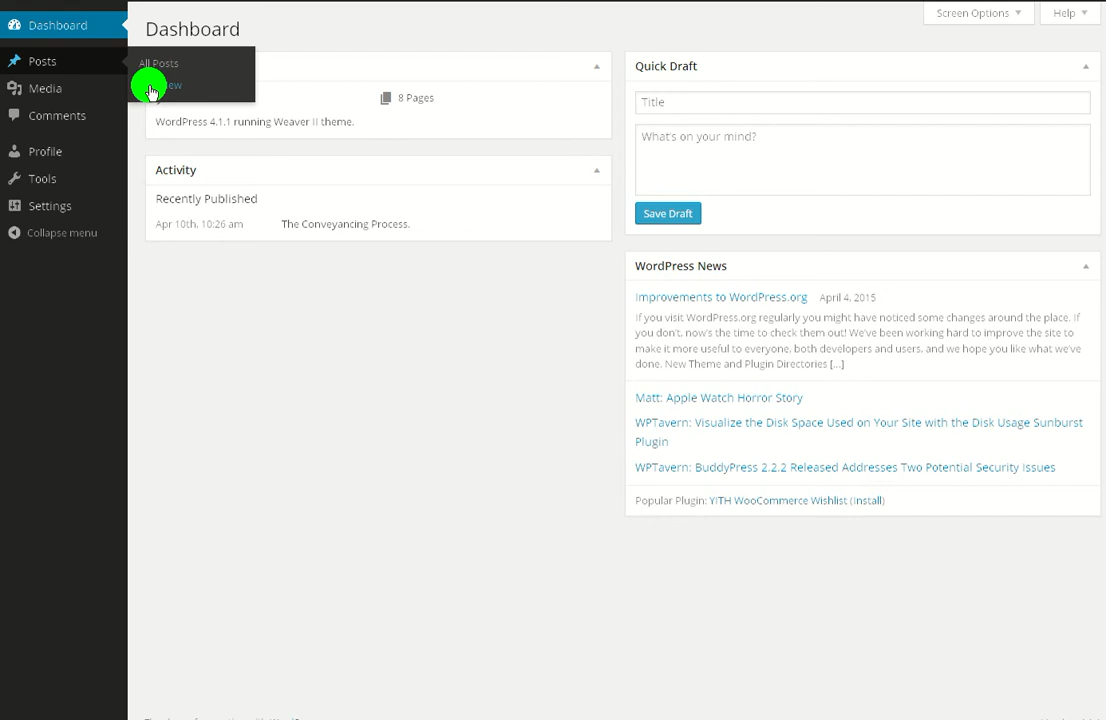 Dashboard
Posts
Media
Comments
Profile
Tools
Settings
Collapse menu
Dashboard
Screen Options
Help
All Posts
8 Pages
WordPress 4.1.1 running Weaver II theme.
Activity
Recently Published
Apr 10th, 10:26 am The Conveyancing Process.
Quick Draft
Title
What's on your mind?
Save Draft
WordPress News
Improvements to WordPress.org April 4, 2015
If you visit WordPress.org regularly you might have noticed some changes around the place. If
you don't, now's the time to check them out! We've been working hard to improve the site to
make it more useful to everyone, both developers and users, and we hope you like what we've
done. New Theme and Plugin Directories [...]
Matt: Apple Watch Horror Story
WPTavern: Visualize the Disk Space Used on Your Site with the Disk Usage Sunburst
Plugin
WPTavern: BuddyPress 2.2.2 Released Addresses Two Potential Security Issues
Popular Plugin: YITH WooCommerce Wishlist (Install)